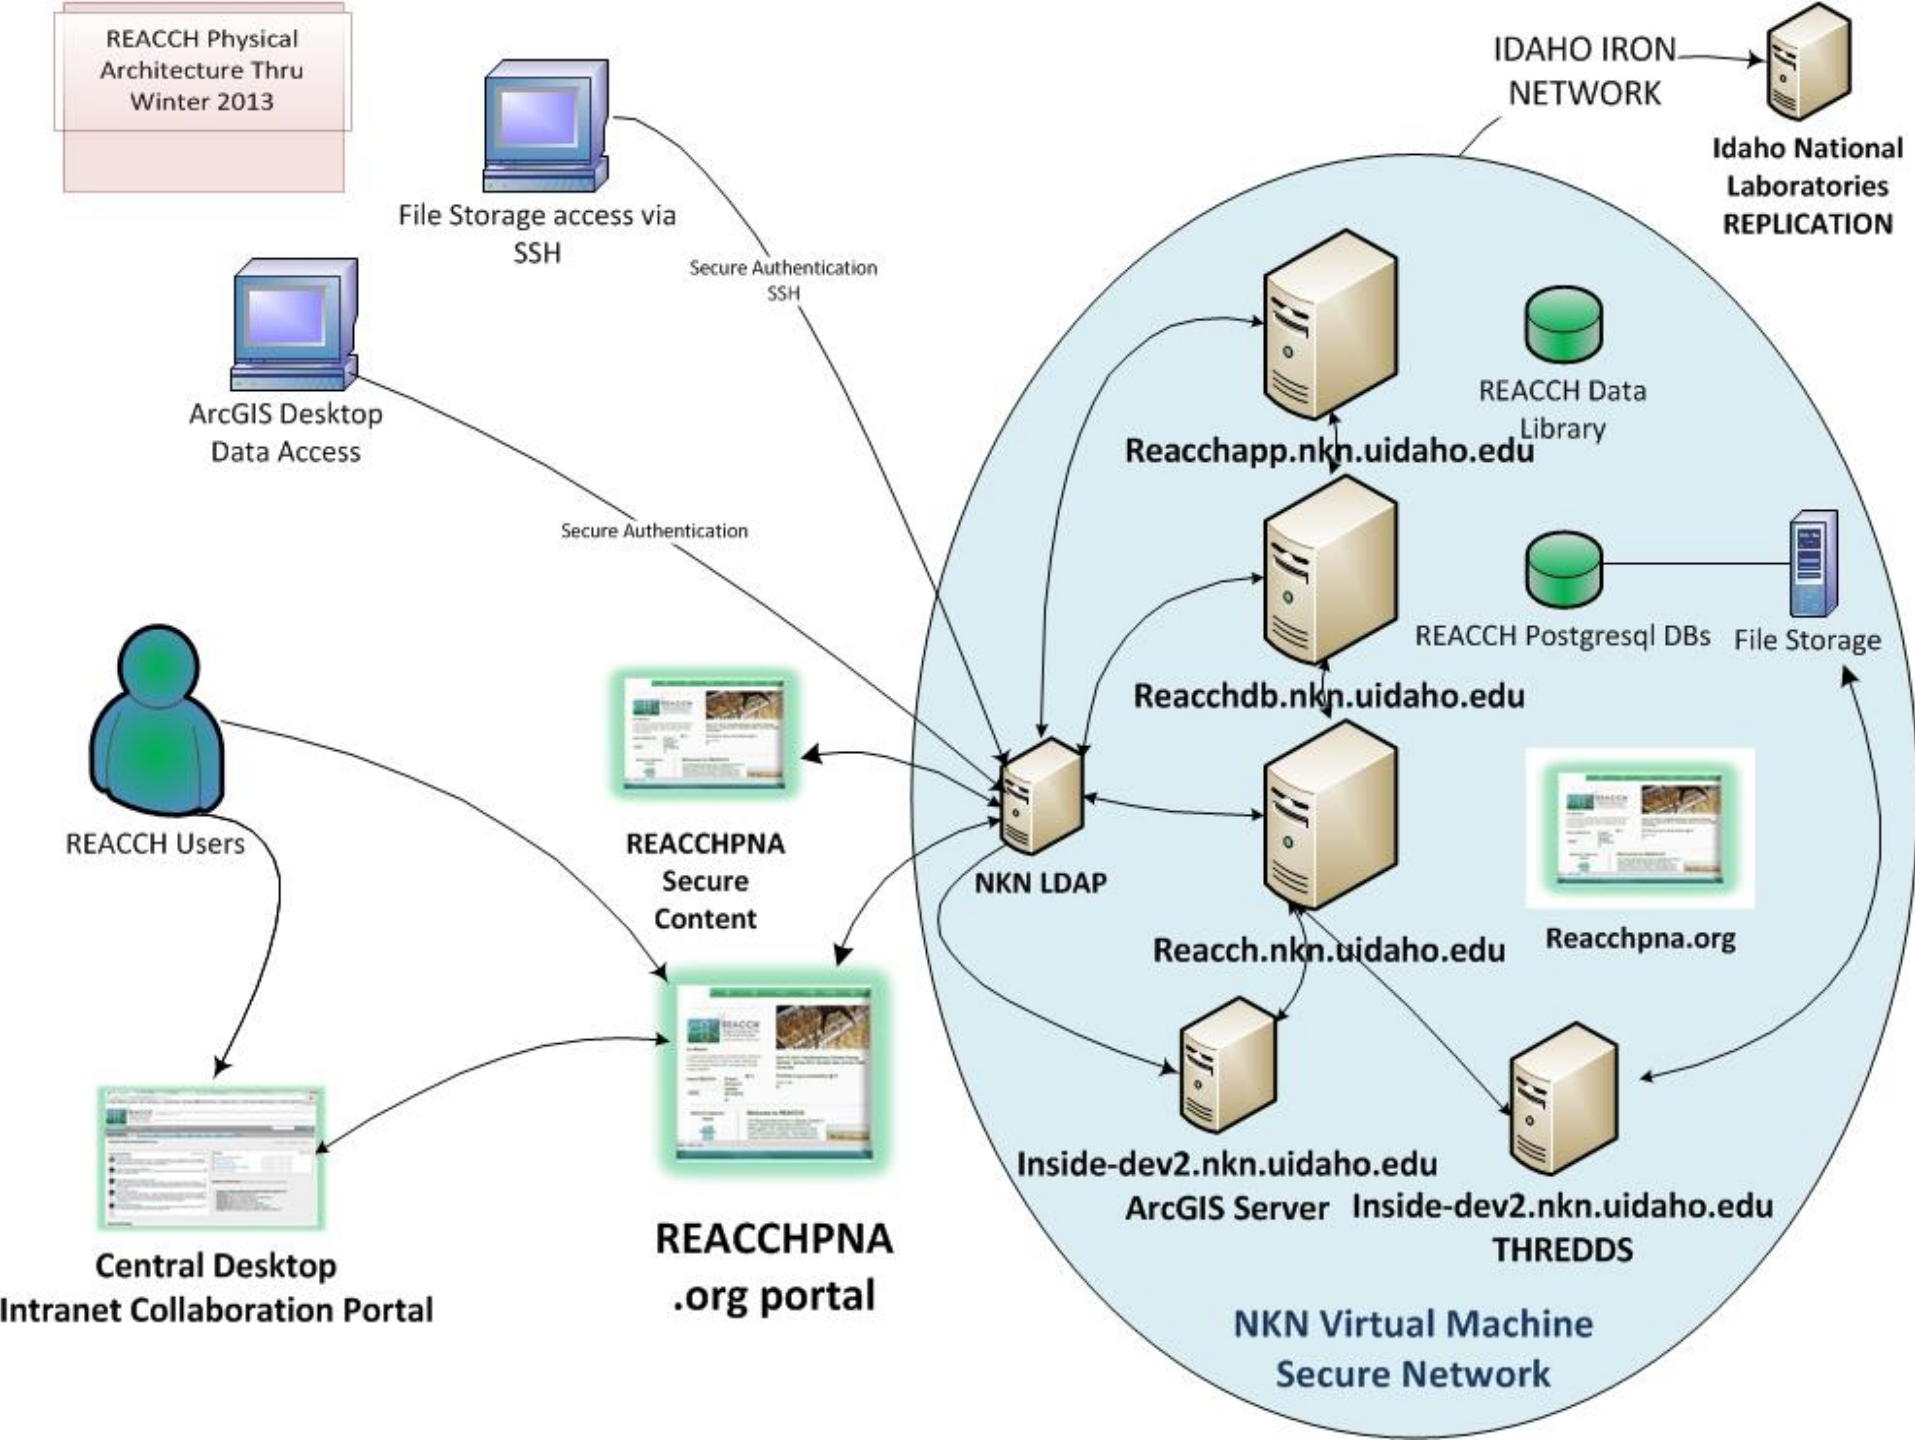 REACCH Physical
Architecture Thru
Winter 2013
File Storage access via
SSH
ArcGIS Desktop
Data Access
Secure Authentication
SSH
Secure Authentication
IDAHO IRON
NETWORK
Idaho National
Laboratories
REPLICATION
Reacchapp.nkn.uidaho.edu
REACCH Data
Library
Reacchdb.nkn.uidaho.edu
REACCH Postgresql DBs
File Storage
REACCH Users
REACCHPNA
Secure
Content
NKN LDAP
Reacch.nkn.uidaho.edu
Reacchpna.org
REACCH
Inside-dev2.nkn.uidaho.edu
ArcGIS Server
Inside-dev2.nkn.uidaho.edu
THREDDS
Central Desktop
Intranet Collaboration Portal
REACCHPNA
.org portal
NKN Virtual Machine
Secure Network